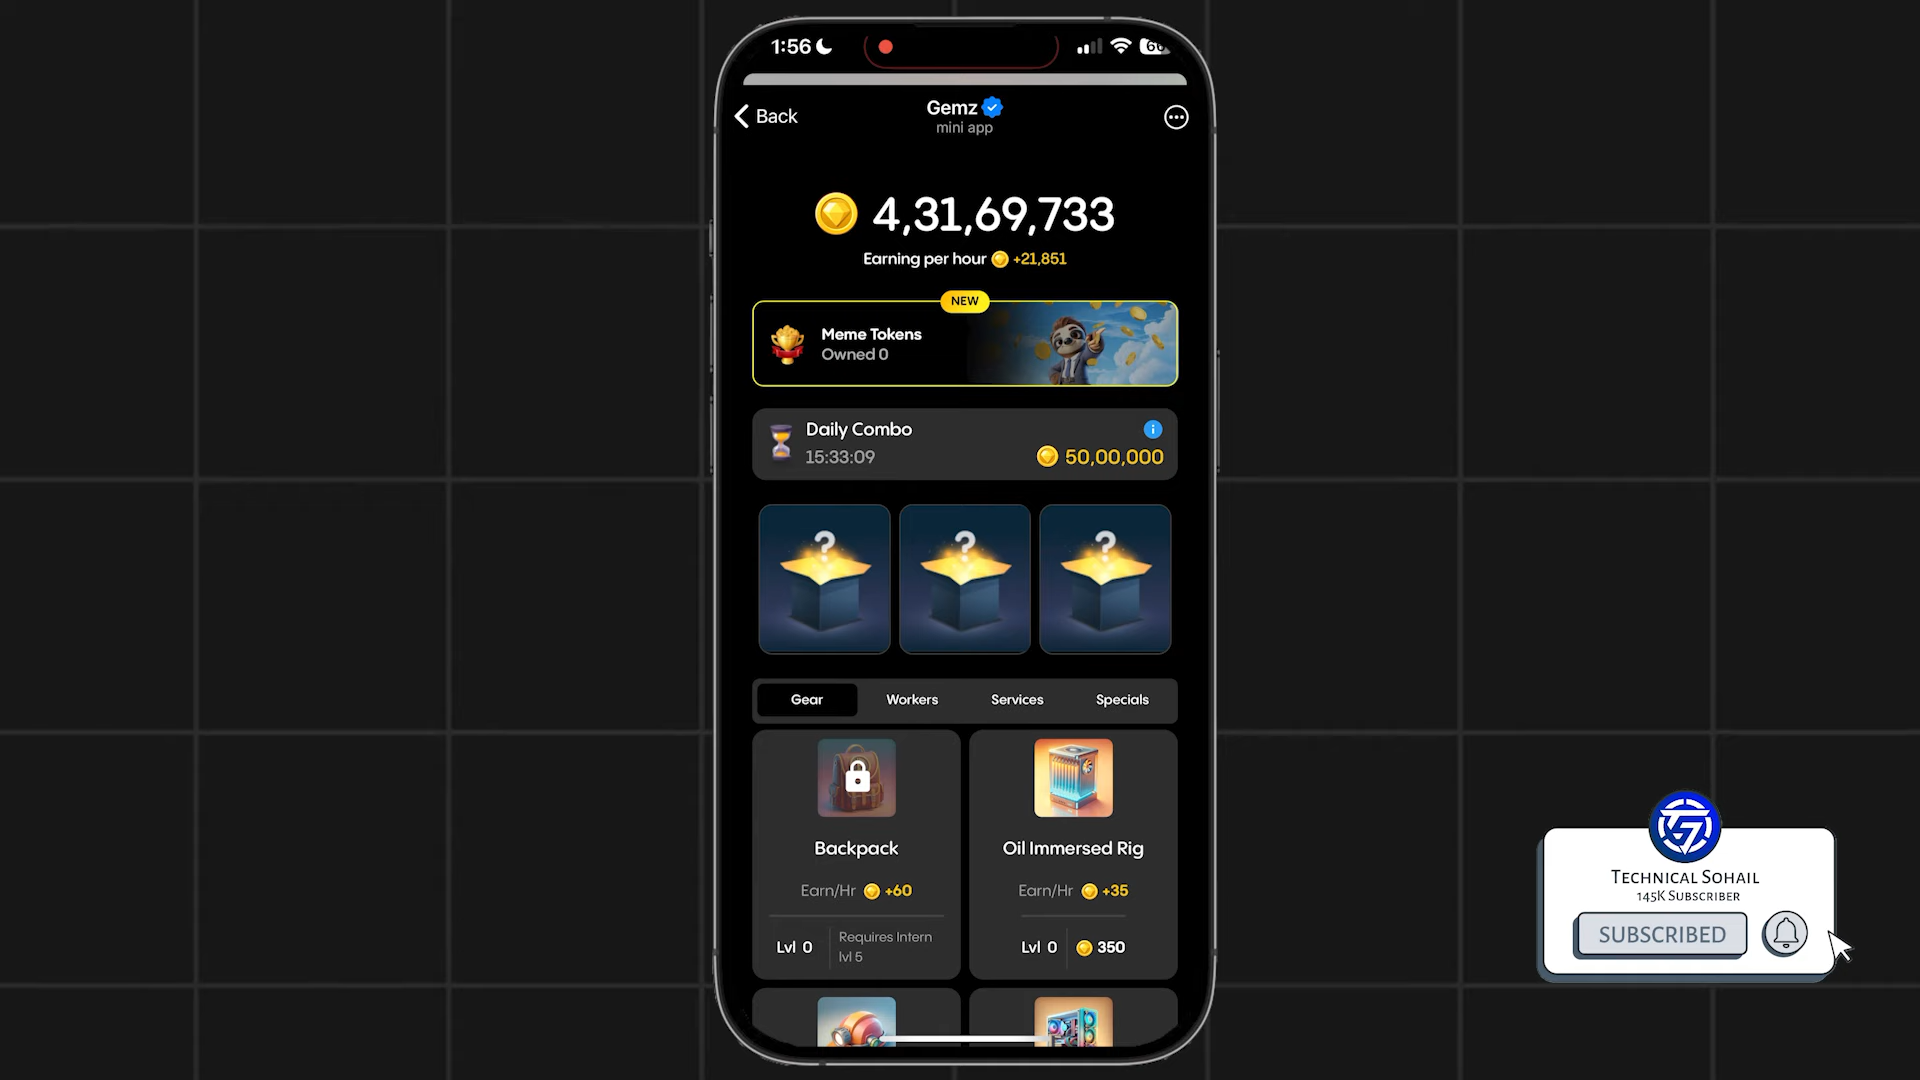 1:56
Back
Gemz
mini app
4,31,69,733
Earning per hour +21,851
NEW
Meme Tokens
Owned 0
Daily Combo
15:33:09
50,00,000
?
?
?
Gear
Workers
Services
Specials
Backpack
Earn/Hr +60
Lvl 0
Requires Intern
lvl 5
Oil Immersed Rig
Earn/Hr +35
Lvl 0
350
Technical Sohail
145K Subscriber
SUBSCRIBED